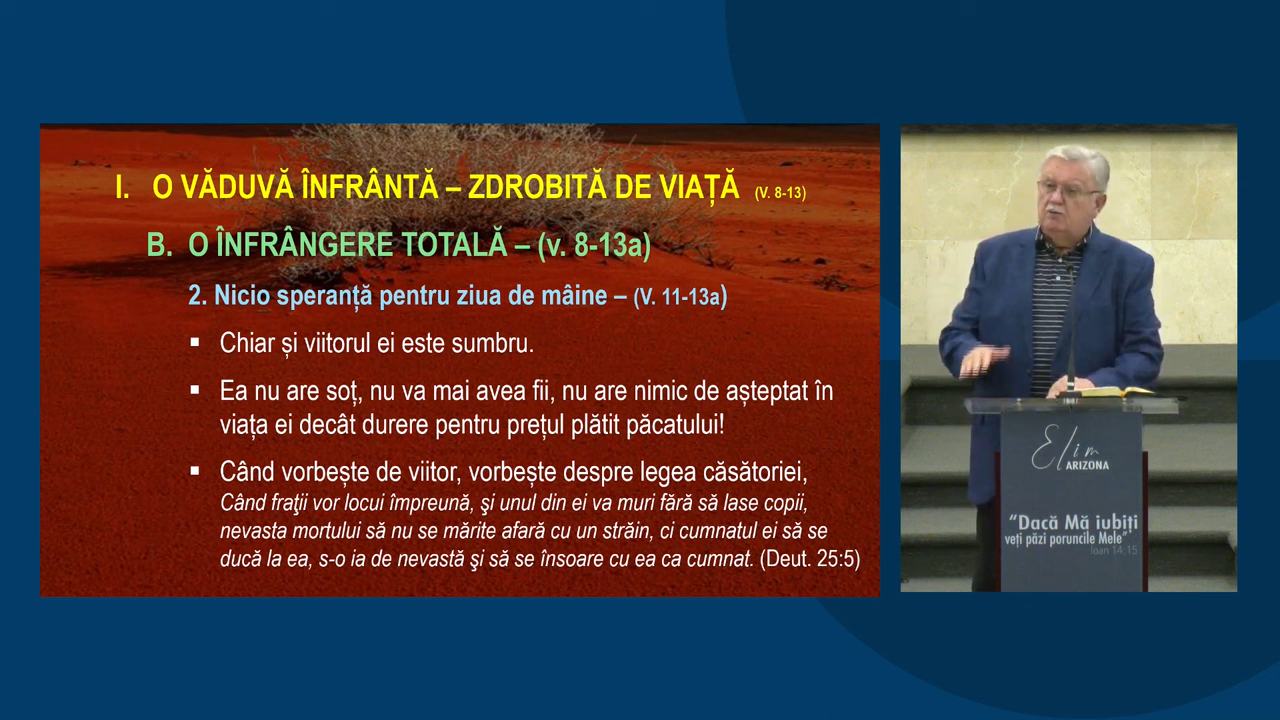 I. O VĂDUVĂ ÎNFRÂNTĂ – ZDROBITĂ DE VIAȚĂ (V. 8-13)
B. O ÎNFRÂNGERE TOTALĂ – (v. 8-13a)
2. Nicio speranță pentru ziua de mâine – (V. 11-13a)
▪ Chiar și viitorul ei este sumbru.
▪ Ea nu are soț, nu va mai avea fii, nu are nimic de așteptat în
viața ei decât durere pentru prețul plătit păcatului!
▪ Când vorbește de viitor, vorbește despre legea căsătoriei,
Când fraţii vor locui împreună, şi unul din ei va muri fără să lase copii,
nevasta mortului să nu se mărite afară cu un străin, ci cumnatul ei să se
ducă la ea, s-o ia de nevastă şi să se însoare cu ea ca cumnat. (Deut. 25:5)
Elim
ARIZONA
“Dacă Mă iubiți
veți păzi poruncile Mele”
Ioan 14:15